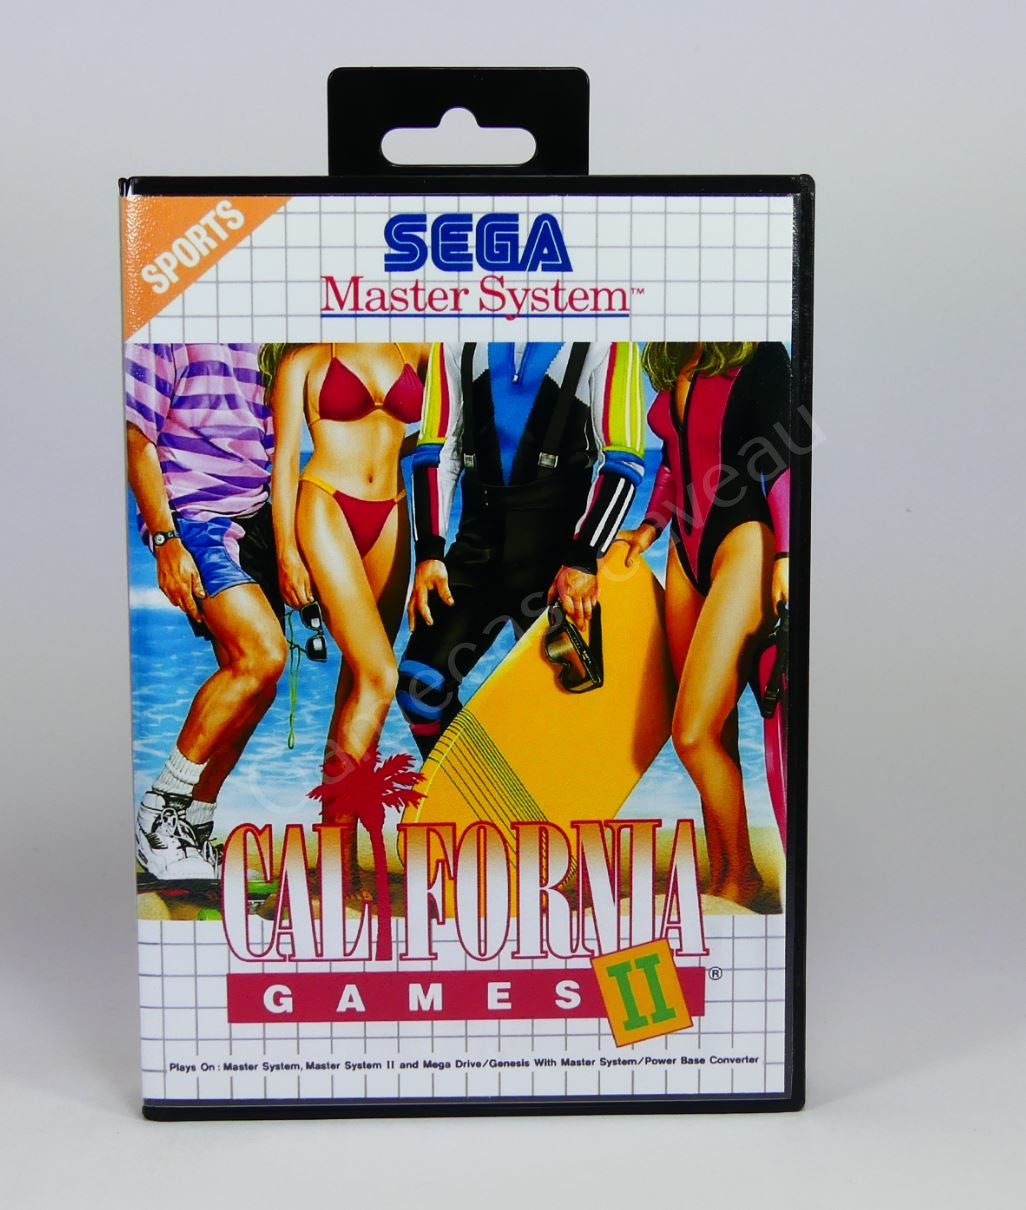 SPORTS
SEGA
Master System™
CALIFORNIA
GAMES II ®
Plays On : Master System, Master System II and Mega Drive/Genesis With Master System/Power Base Converter